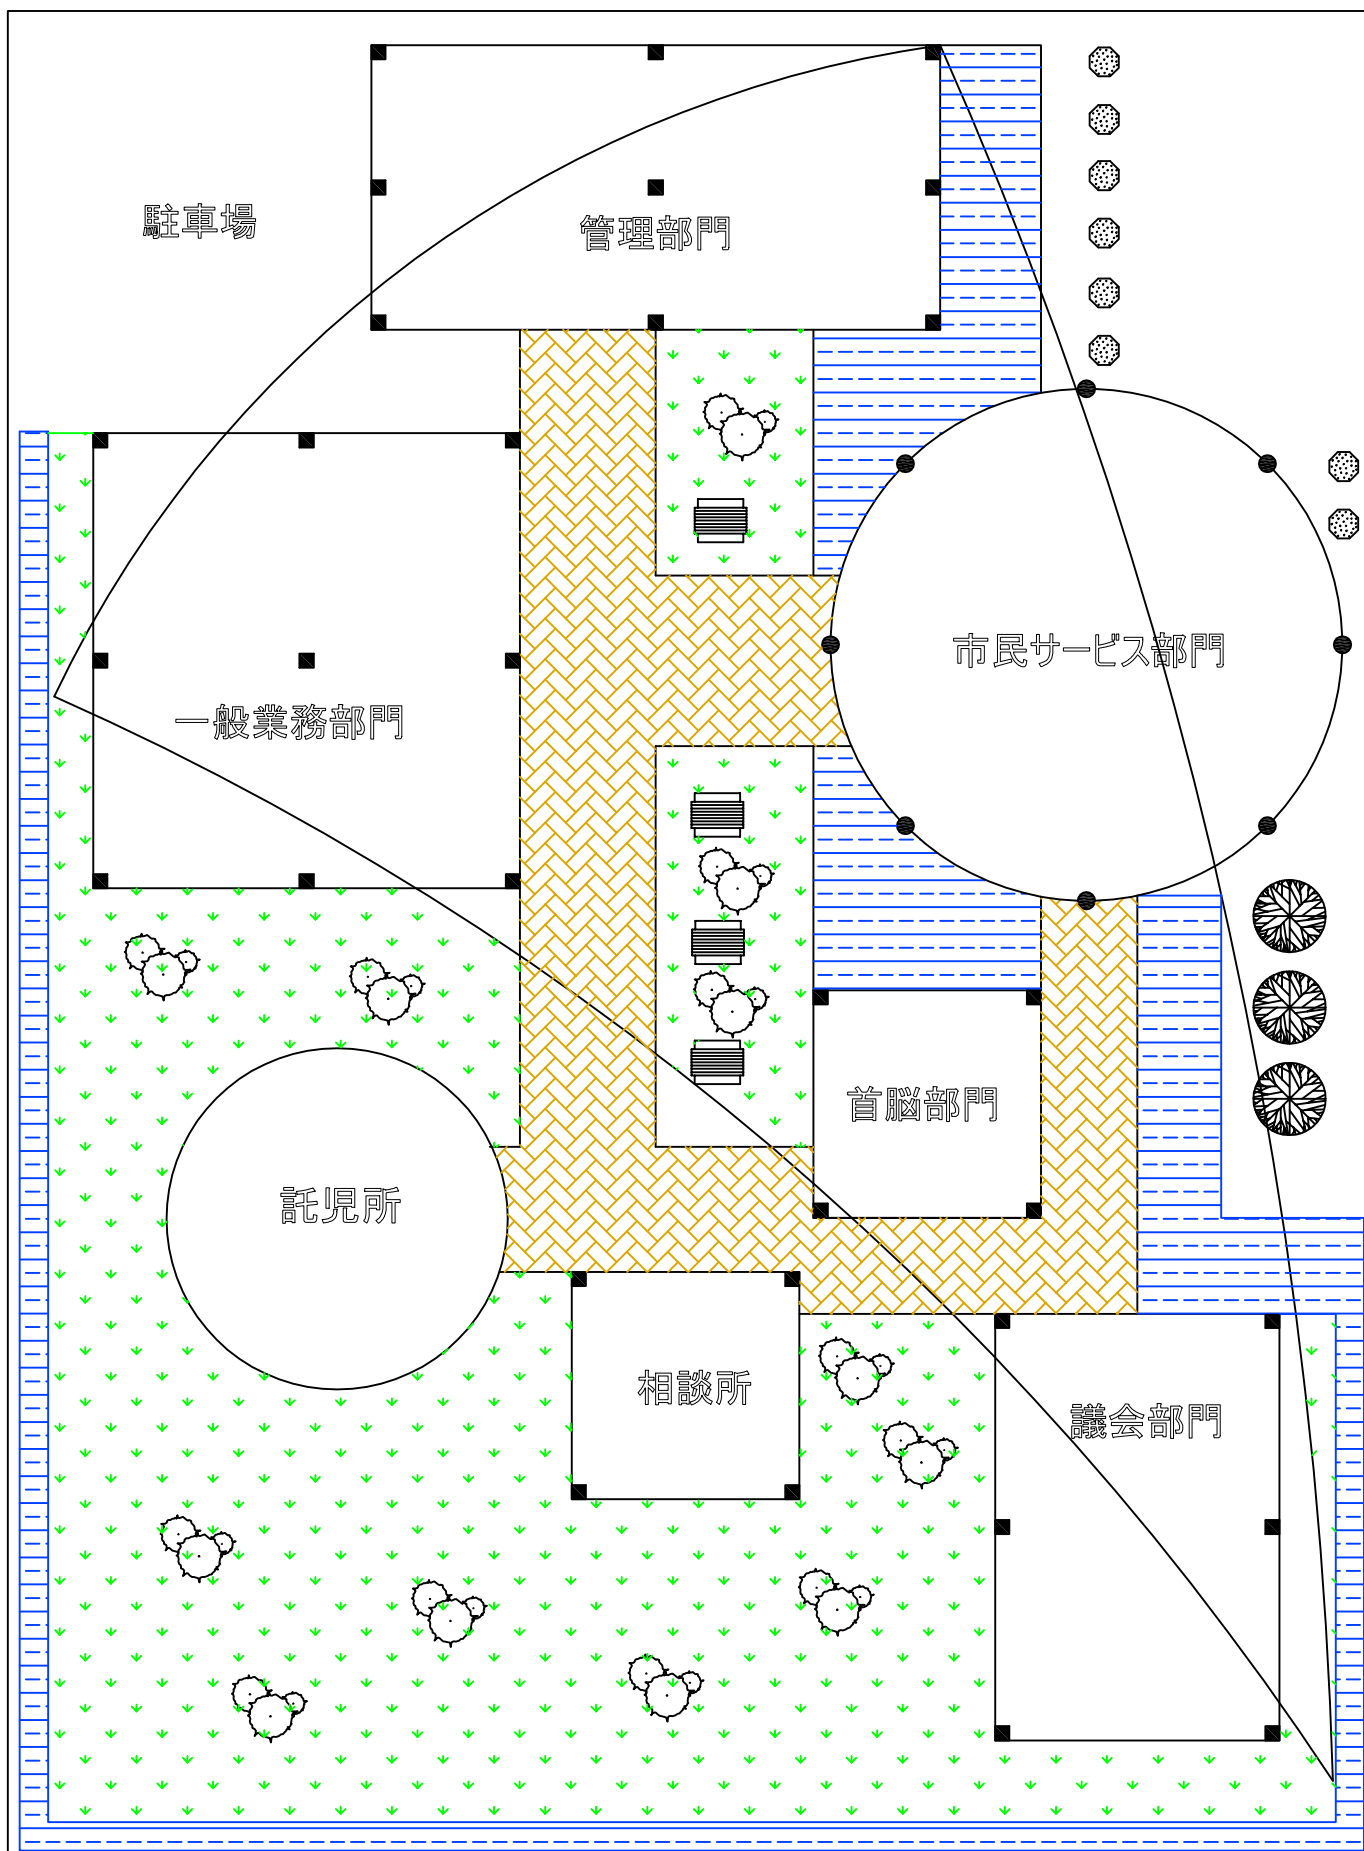 駐車場
管理部門
市民サービス部門
一般業務部門
首脳部門
託児所
相談所
議会部門